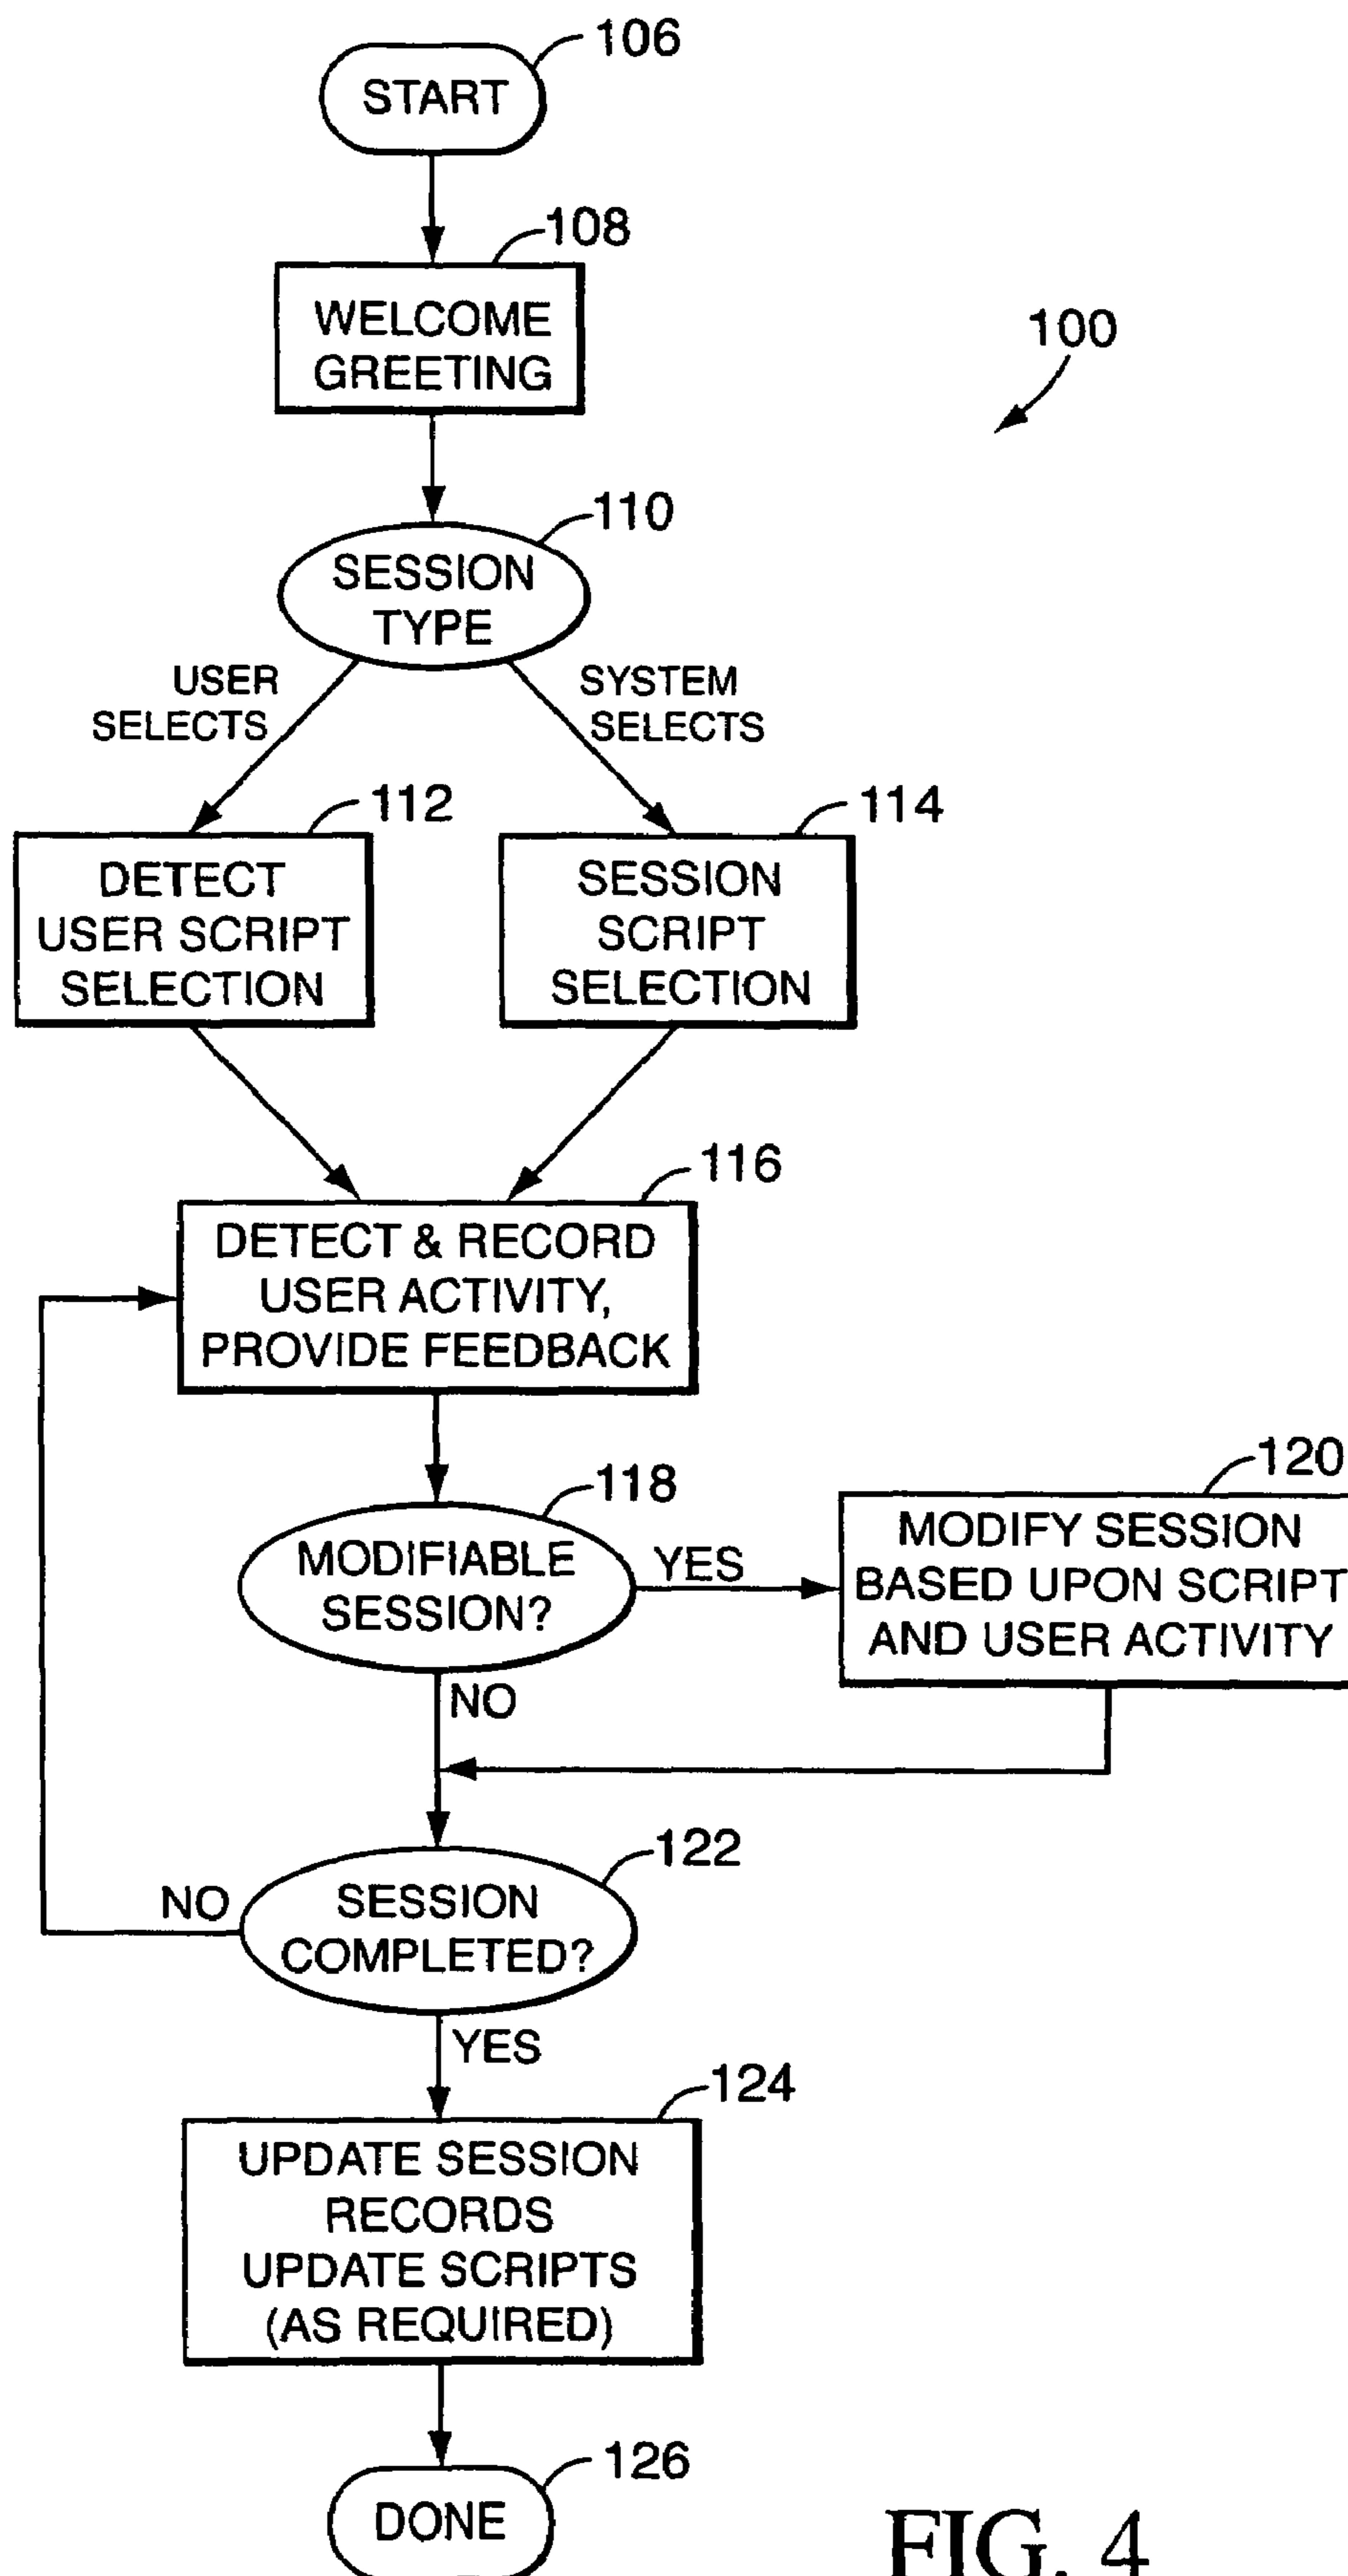 106
START
108
WELCOME
GREETING
100
110
SESSION
TYPE
USER
SELECTS
SYSTEM
SELECTS
112
DETECT
USER SCRIPT
SELECTION
114
SESSION
SCRIPT
SELECTION
116
DETECT & RECORD
USER ACTIVITY,
PROVIDE FEEDBACK
118
MODIFIABLE
SESSION?
YES
120
MODIFY SESSION
BASED UPON SCRIPT
AND USER ACTIVITY
NO
122
SESSION
COMPLETED?
NO
YES
124
UPDATE SESSION
RECORDS
UPDATE SCRIPTS
(AS REQUIRED)
126
DONE
FIG. 4